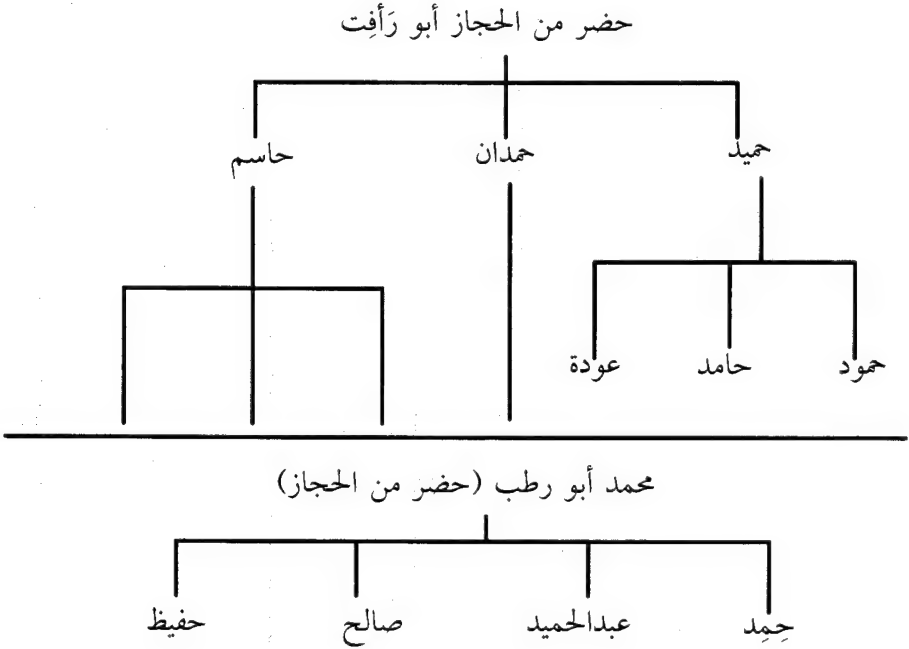 حضر من الحجاز أبو رَأفِت
حميد حمدان حاسم
حمود حامد عودة
محمد أبو رطب (حضر من الحجاز)
حِمِد عبدالحميد صالح حفيظ